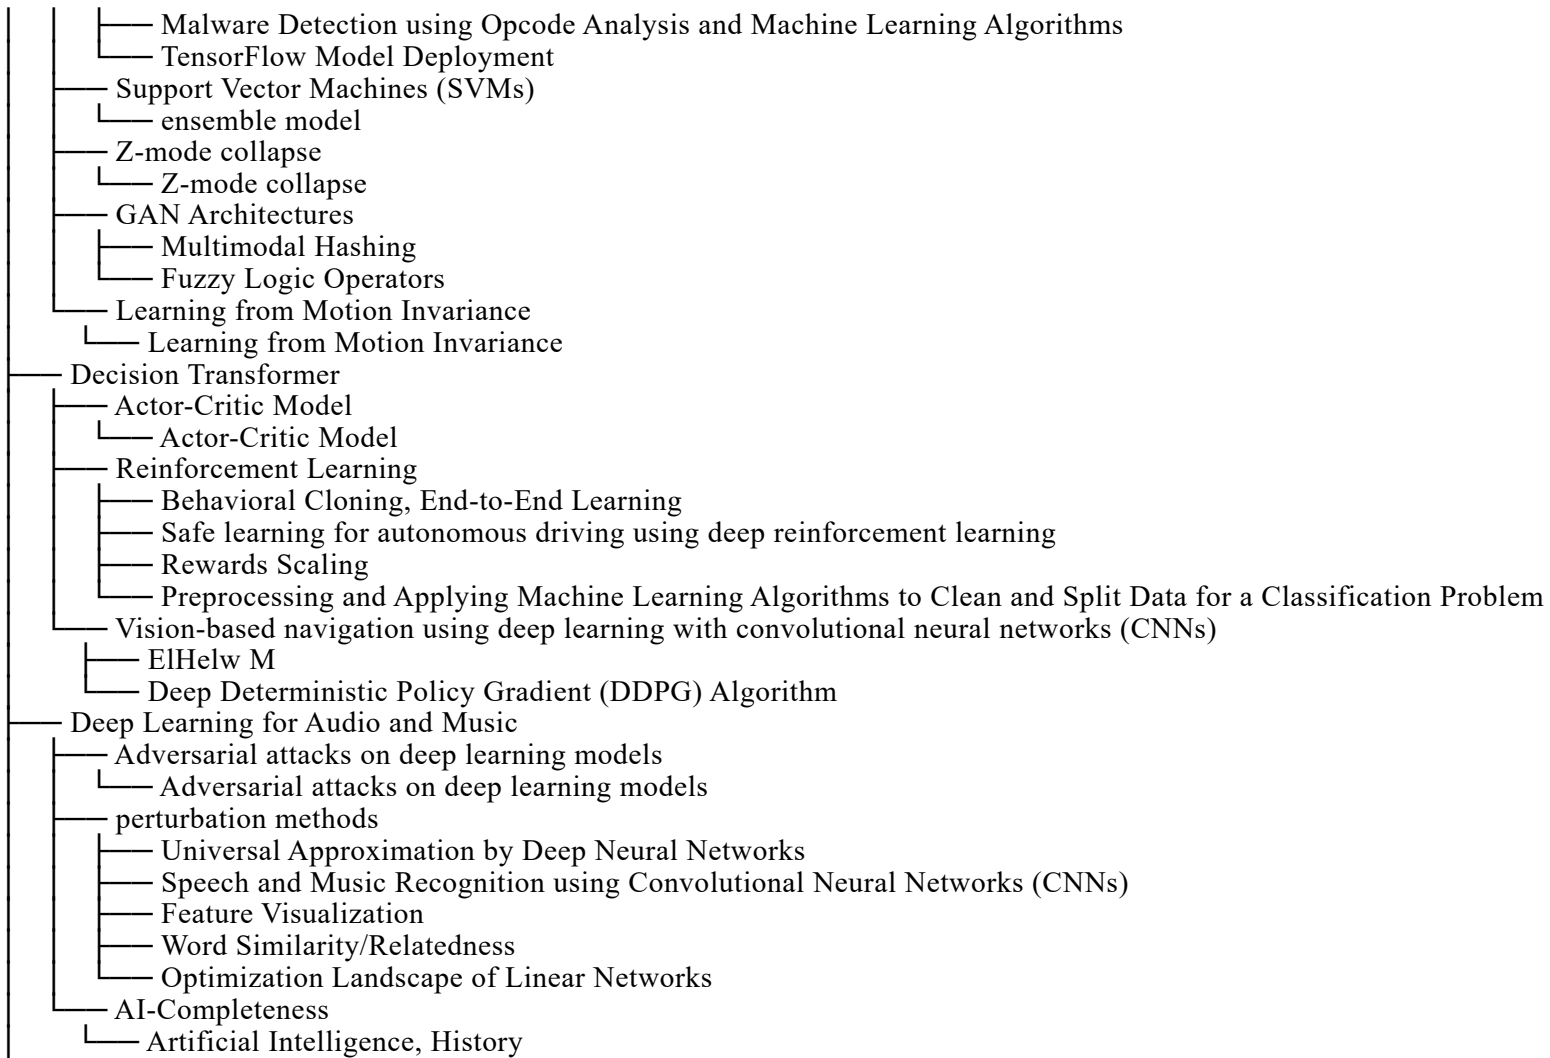 Malware Detection using Opcode Analysis and Machine Learning Algorithms
TensorFlow Model Deployment
Support Vector Machines (SVMs)
ensemble model
Z-mode collapse
Z-mode collapse
GAN Architectures
Multimodal Hashing
Fuzzy Logic Operators
Learning from Motion Invariance
Learning from Motion Invariance
Decision Transformer
Actor-Critic Model
Actor-Critic Model
Reinforcement Learning
Behavioral Cloning, End-to-End Learning
Safe learning for autonomous driving using deep reinforcement learning
Rewards Scaling
Preprocessing and Applying Machine Learning Algorithms to Clean and Split Data for a Classification Problem
Vision-based navigation using deep learning with convolutional neural networks (CNNs)
ElHelw M
Deep Deterministic Policy Gradient (DDPG) Algorithm
Deep Learning for Audio and Music
Adversarial attacks on deep learning models
Adversarial attacks on deep learning models
perturbation methods
Universal Approximation by Deep Neural Networks
Speech and Music Recognition using Convolutional Neural Networks (CNNs)
Feature Visualization
Word Similarity/Relatedness
Optimization Landscape of Linear Networks
AI-Completeness
Artificial Intelligence, History